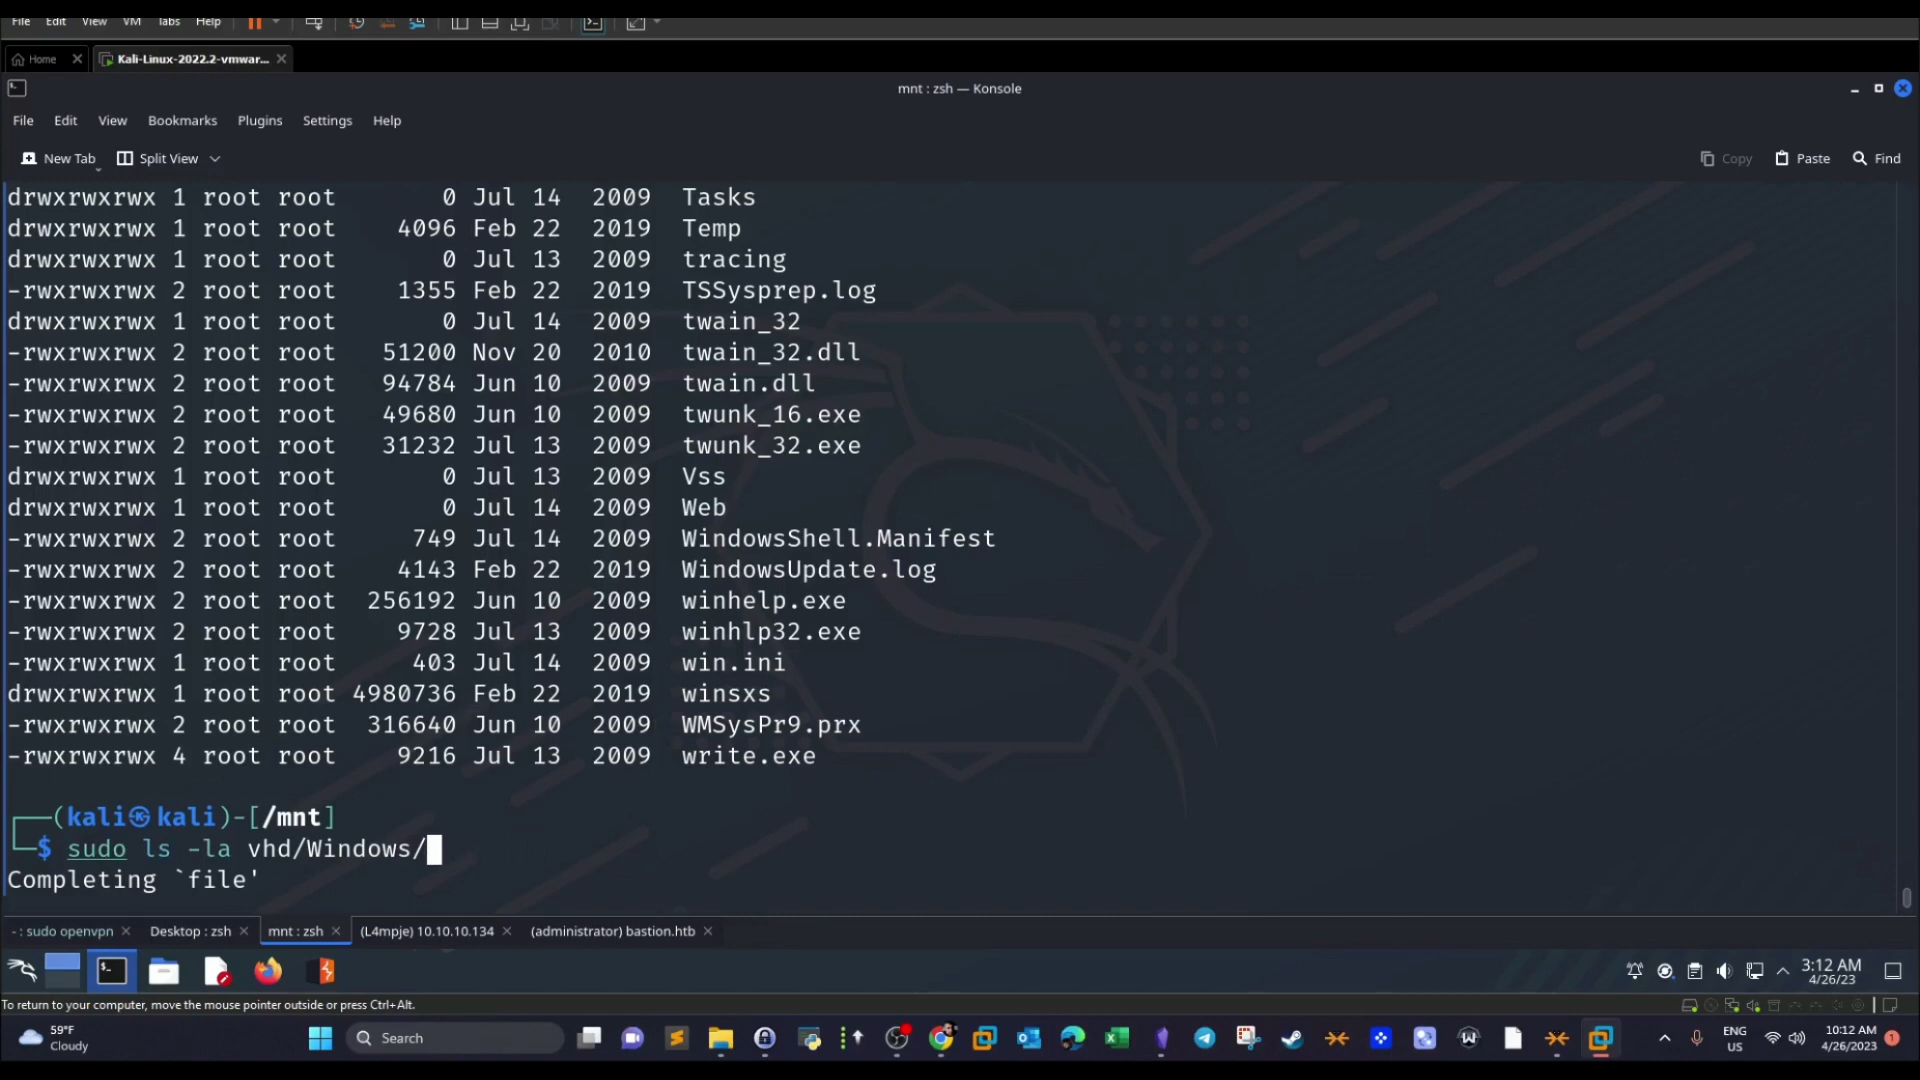 File Edit View VM Tabs Help
Home Kali-Linux-2022.2-vmwar...
mnt : zsh — Konsole
File Edit View Bookmarks Plugins Settings Help
New Tab Split View Copy Paste Find
drwxrwxrwx 1 root root 0 Jul 14 2009 Tasks
drwxrwxrwx 1 root root 4096 Feb 22 2019 Temp
drwxrwxrwx 1 root root 0 Jul 13 2009 tracing
-rwxrwxrwx 2 root root 1355 Feb 22 2019 TSSysprep.log
drwxrwxrwx 1 root root 0 Jul 14 2009 twain_32
-rwxrwxrwx 2 root root 51200 Nov 20 2010 twain_32.dll
-rwxrwxrwx 2 root root 94784 Jun 10 2009 twain.dll
-rwxrwxrwx 2 root root 49680 Jun 10 2009 twunk_16.exe
-rwxrwxrwx 2 root root 31232 Jul 13 2009 twunk_32.exe
drwxrwxrwx 1 root root 0 Jul 13 2009 Vss
drwxrwxrwx 1 root root 0 Jul 14 2009 Web
-rwxrwxrwx 2 root root 749 Jul 14 2009 WindowsShell.Manifest
-rwxrwxrwx 2 root root 4143 Feb 22 2019 WindowsUpdate.log
-rwxrwxrwx 2 root root 256192 Jun 10 2009 winhelp.exe
-rwxrwxrwx 2 root root 9728 Jul 13 2009 winhlp32.exe
-rwxrwxrwx 1 root root 403 Jul 14 2009 win.ini
drwxrwxrwx 1 root root 4980736 Feb 22 2019 winsxs
-rwxrwxrwx 2 root root 316640 Jun 10 2009 WMSysPr9.prx
-rwxrwxrwx 4 root root 9216 Jul 13 2009 write.exe
┌──(kali㉿kali)-[/mnt]
└─$ sudo ls -la vhd/Windows/
Completing `file'
- : sudo openvpn Desktop : zsh mnt : zsh (L4mpje) 10.10.10.134 (administrator) bastion.htb
3:12 AM
4/26/23
To return to your computer, move the mouse pointer outside or press Ctrl+Alt.
59°F
Cloudy
Search
ENG
US
10:12 AM
4/26/2023
1